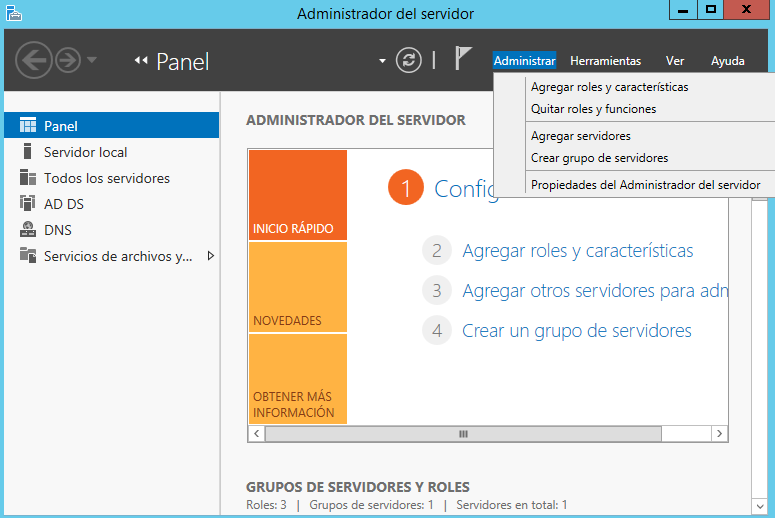 Administrador del servidor
Panel
Administrar
Herramientas
Ver
Ayuda
Agregar roles y características
Quitar roles y funciones
Agregar servidores
Crear grupo de servidores
Propiedades del Administrador del servidor
Panel
Servidor local
Todos los servidores
AD DS
DNS
Servicios de archivos y...
ADMINISTRADOR DEL SERVIDOR
INICIO RÁPIDO
NOVEDADES
OBTENER MÁS
INFORMACIÓN
1 Config
2 Agregar roles y características
3 Agregar otros servidores para adm
4 Crear un grupo de servidores
GRUPOS DE SERVIDORES Y ROLES
Roles: 3 | Grupos de servidores: 1 | Servidores en total: 1